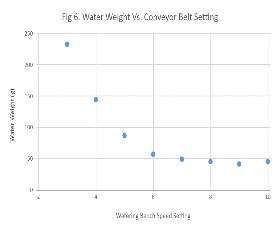 Fig 6. Water Weight Vs. Conveyor Belt Setting
250
200
150
100
50
0
Water Weight (g)
2 4 6 8 10
Watering Bench Speed Setting